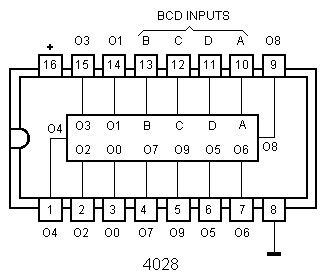 BCD INPUTS
+ O3 O1 B C D A O8
16 15 14 13 12 11 10 9
O4 O3 O1 B C D A
O2 O0 O7 O9 O5 O6 O8
1 2 3 4 5 6 7 8
O4 O2 O0 O7 O9 O5 O6
4028